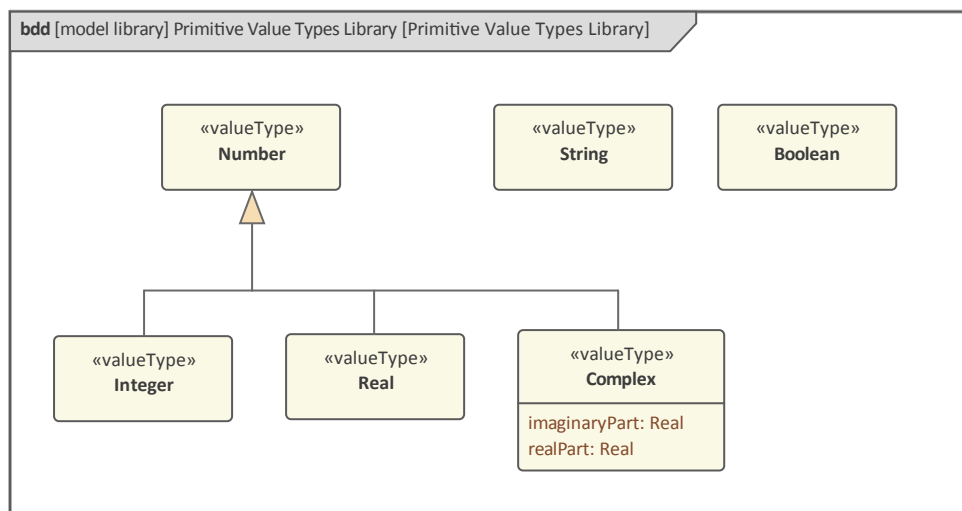 bdd [model library] Primitive Value Types Library [Primitive Value Types Library]
«valueType»
Number
«valueType»
String
«valueType»
Boolean
«valueType»
Integer
«valueType»
Real
«valueType»
Complex
imaginaryPart: Real
realPart: Real